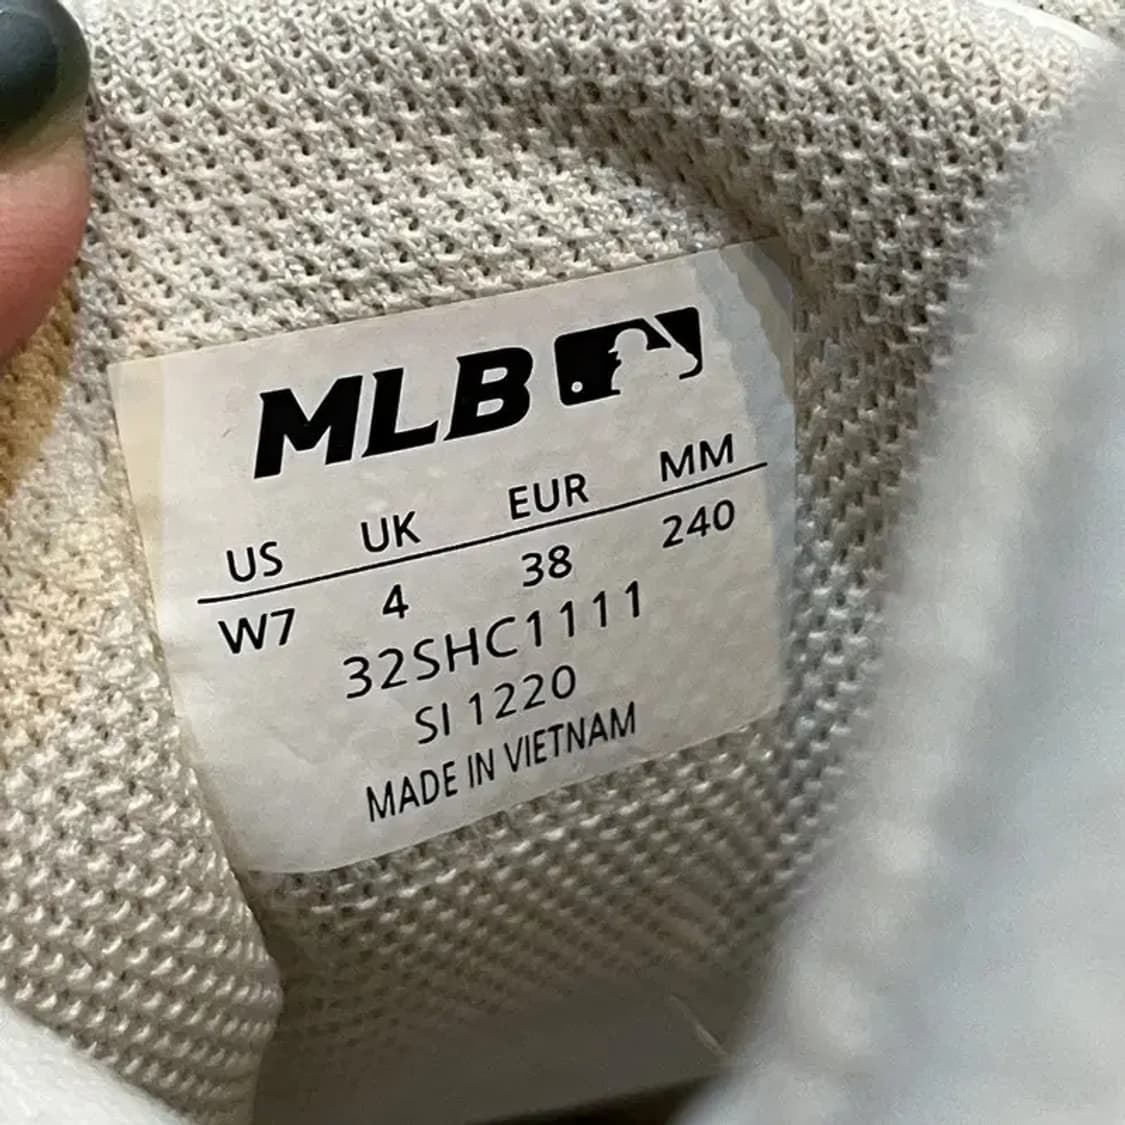 MLB
US UK EUR MM
W7 4 38 240
32SHC1111
SI 1220
MADE IN VIETNAM